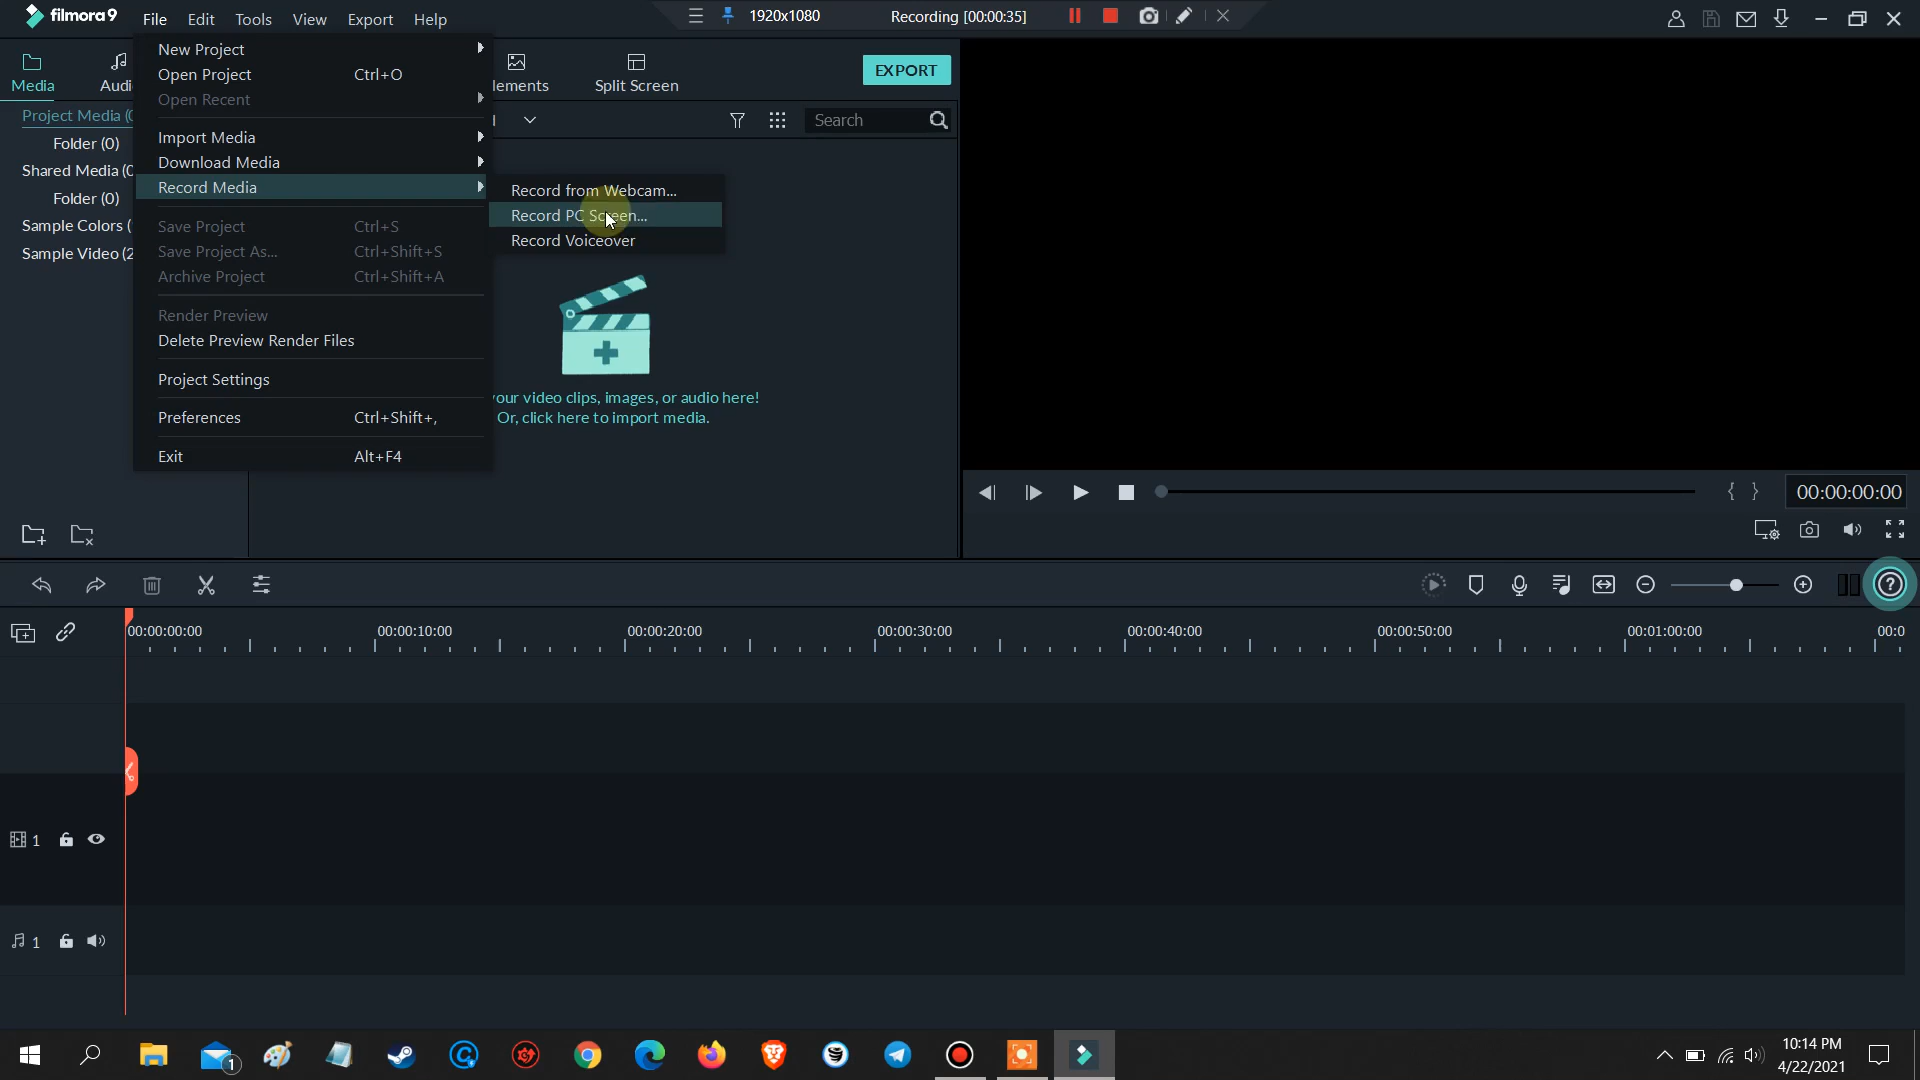 filmora9
File Edit Tools View Export Help
1920x1080
Recording [00:00:35]
Media
Audi
lements
Split Screen
EXPORT
Project Media (0
Folder (0)
Shared Media (0
Folder (0)
Sample Colors (
Sample Video (2
Search
New Project
Open Project Ctrl+O
Open Recent
Import Media
Download Media
Record Media
Save Project Ctrl+S
Save Project As... Ctrl+Shift+S
Archive Project Ctrl+Shift+A
Render Preview
Delete Preview Render Files
Project Settings
Preferences Ctrl+Shift+,
Exit Alt+F4
Record from Webcam...
Record PC Screen...
Record Voiceover
our video clips, images, or audio here!
Or, click here to import media.
{ } 00:00:00:00
00:00:00:00 00:00:10:00 00:00:20:00 00:00:30:00 00:00:40:00 00:00:50:00 00:01:00:00 00:0
1
1
1
10:14 PM
4/22/2021